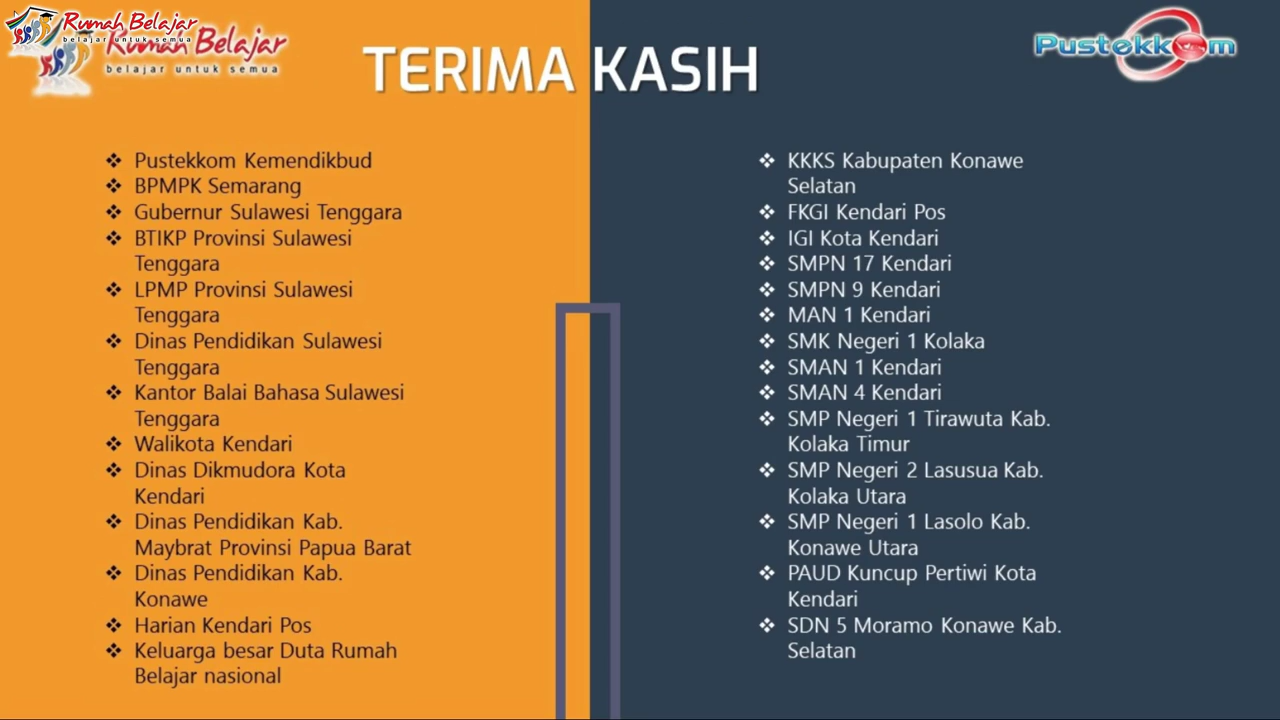 Rumah Belajar
belajar untuk semua
Rumah Belajar
belajar untuk semua
TERIMA KASIH
Pustekkom
❖ Pustekkom Kemendikbud
❖ BPMPK Semarang
❖ Gubernur Sulawesi Tenggara
❖ BTIKP Provinsi Sulawesi
Tenggara
❖ LPMP Provinsi Sulawesi
Tenggara
❖ Dinas Pendidikan Sulawesi
Tenggara
❖ Kantor Balai Bahasa Sulawesi
Tenggara
❖ Walikota Kendari
❖ Dinas Dikmudora Kota
Kendari
❖ Dinas Pendidikan Kab.
Maybrat Provinsi Papua Barat
❖ Dinas Pendidikan Kab.
Konawe
❖ Harian Kendari Pos
❖ Keluarga besar Duta Rumah
Belajar nasional
❖ KKKS Kabupaten Konawe
Selatan
❖ FKGI Kendari Pos
❖ IGI Kota Kendari
❖ SMPN 17 Kendari
❖ SMPN 9 Kendari
❖ MAN 1 Kendari
❖ SMK Negeri 1 Kolaka
❖ SMAN 1 Kendari
❖ SMAN 4 Kendari
❖ SMP Negeri 1 Tirawuta Kab.
Kolaka Timur
❖ SMP Negeri 2 Lasusua Kab.
Kolaka Utara
❖ SMP Negeri 1 Lasolo Kab.
Konawe Utara
❖ PAUD Kuncup Pertiwi Kota
Kendari
❖ SDN 5 Moramo Konawe Kab.
Selatan